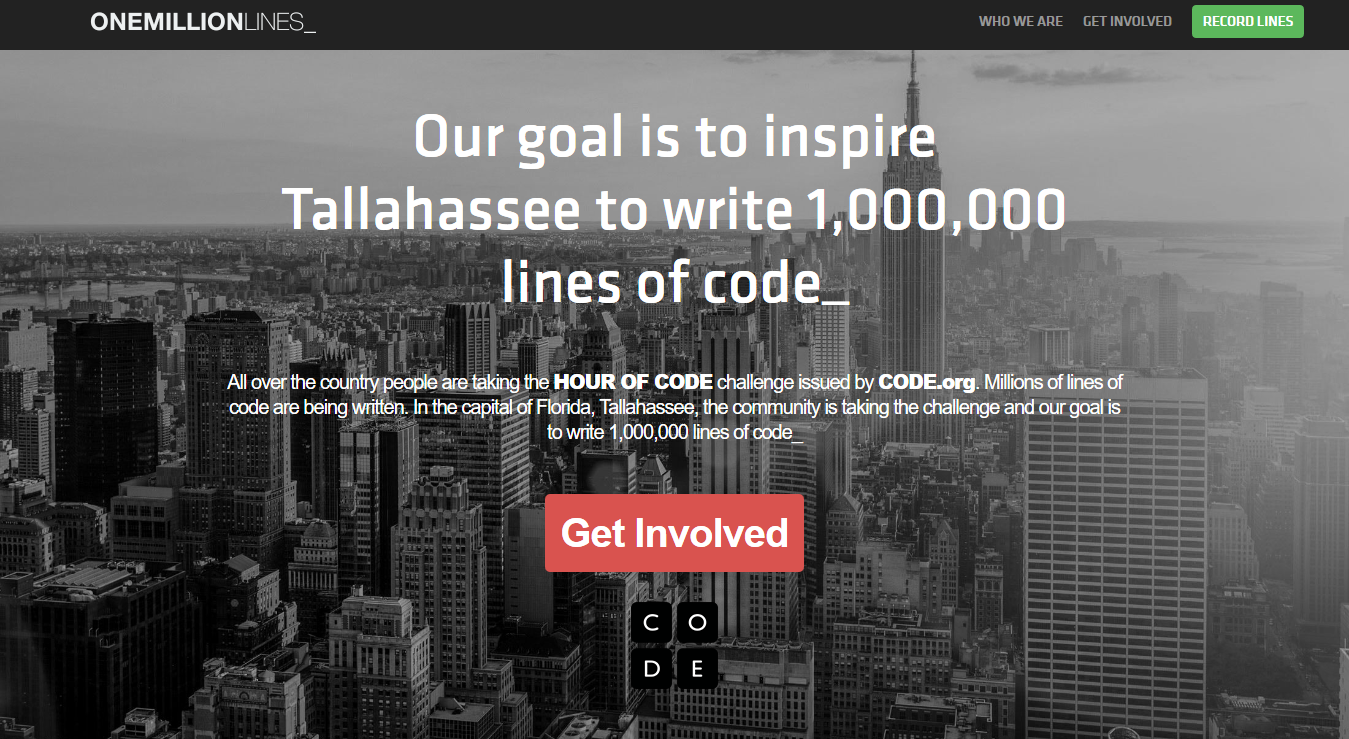 ONEMILLIONLINES_
WHO WE ARE
GET INVOLVED
RECORD LINES
Our goal is to inspire
Tallahassee to write 1,000,000
lines of code_
All over the country people are taking the HOUR OF CODE challenge issued by CODE.org. Millions of lines of
code are being written. In the capital of Florida, Tallahassee, the community is taking the challenge and our goal is
to write 1,000,000 lines of code_
Get Involved
C O
D E